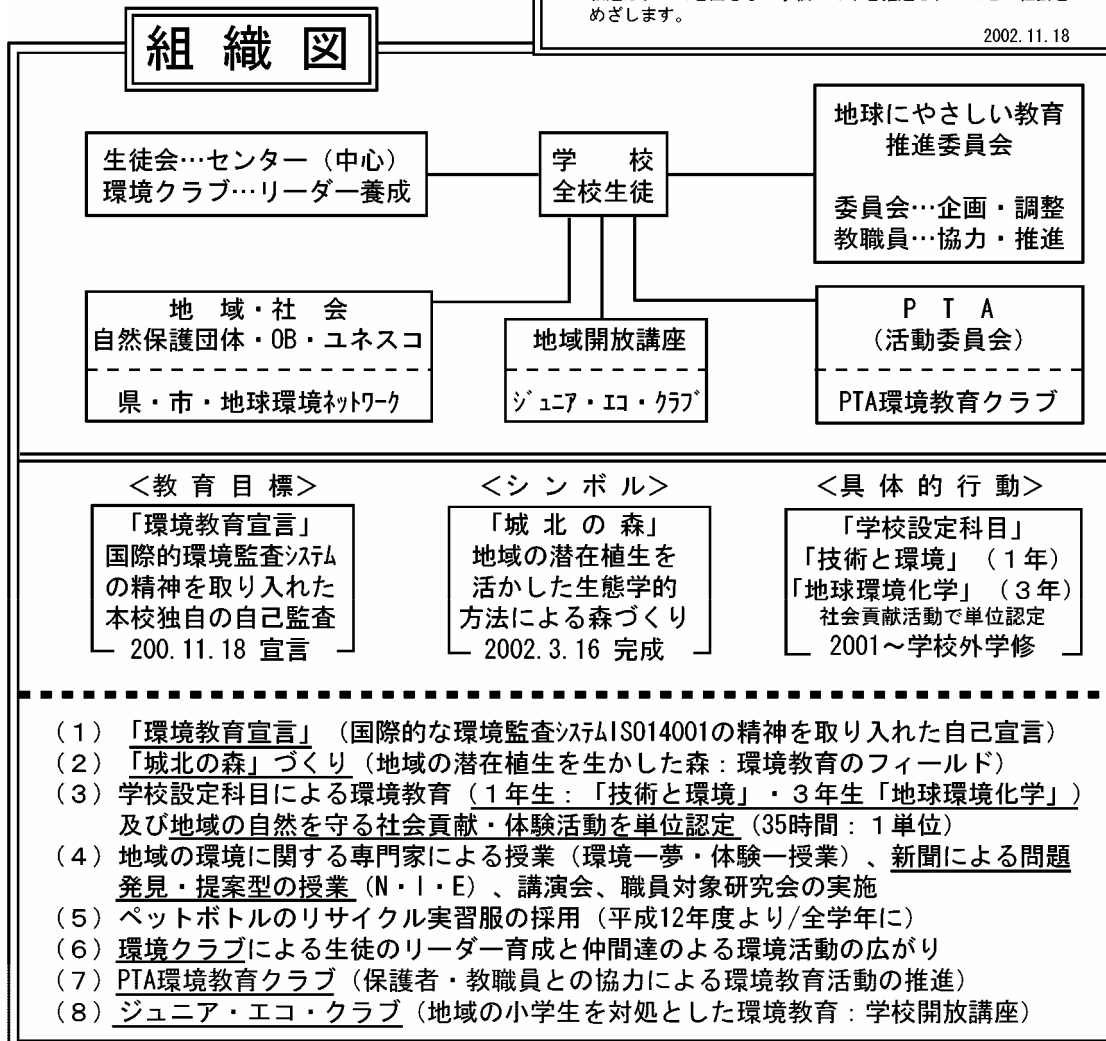 めざします。
2002.11.18
組織図
生徒会…センター（中心）
環境クラブ…リーダー養成
学　校
全校生徒
地球にやさしい教育
推進委員会
委員会…企画・調整
教職員…協力・推進
地　域・社　会
自然保護団体・OB・ユネスコ
県・市・地球環境ﾈｯﾄﾜｰｸ
地域開放講座
ｼﾞｭﾆｱ・ｴｺ・ｸﾗﾌﾞ
Ｐ　Ｔ　Ａ
（活動委員会）
PTA環境教育クラブ
＜教育目標＞
「環境教育宣言」
国際的環境監査ｼｽﾃﾑ
の精神を取り入れた
本校独自の自己監査
200.11.18 宣言
＜シンボル＞
「城北の森」
地域の潜在植生を
活かした生態学的
方法による森づくり
2002.3.16 完成
＜具体的行動＞
「学校設定科目」
「技術と環境」（１年）
「地球環境化学」（３年）
社会貢献活動で単位認定
2001～学校外学修
（１）「環境教育宣言」（国際的な環境監査ｼｽﾃﾑISO14001の精神を取り入れた自己宣言）
（２）「城北の森」づくり（地域の潜在植生を生かした森：環境教育のフィールド）
（３）学校設定科目による環境教育（１年生：「技術と環境」・３年生「地球環境化学」）
及び地域の自然を守る社会貢献・体験活動を単位認定（35時間：１単位）
（４）地域の環境に関する専門家による授業（環境一夢・体験一授業）、新聞による問題
発見・提案型の授業（N・I・E）、講演会、職員対象研究会の実施
（５）ペットボトルのリサイクル実習服の採用（平成12年度より/全学年に）
（６）環境クラブによる生徒のリーダー育成と仲間達のよる環境活動の広がり
（７）PTA環境教育クラブ（保護者・教職員との協力による環境教育活動の推進）
（８）ジュニア・エコ・クラブ（地域の小学生を対処とした環境教育：学校開放講座）